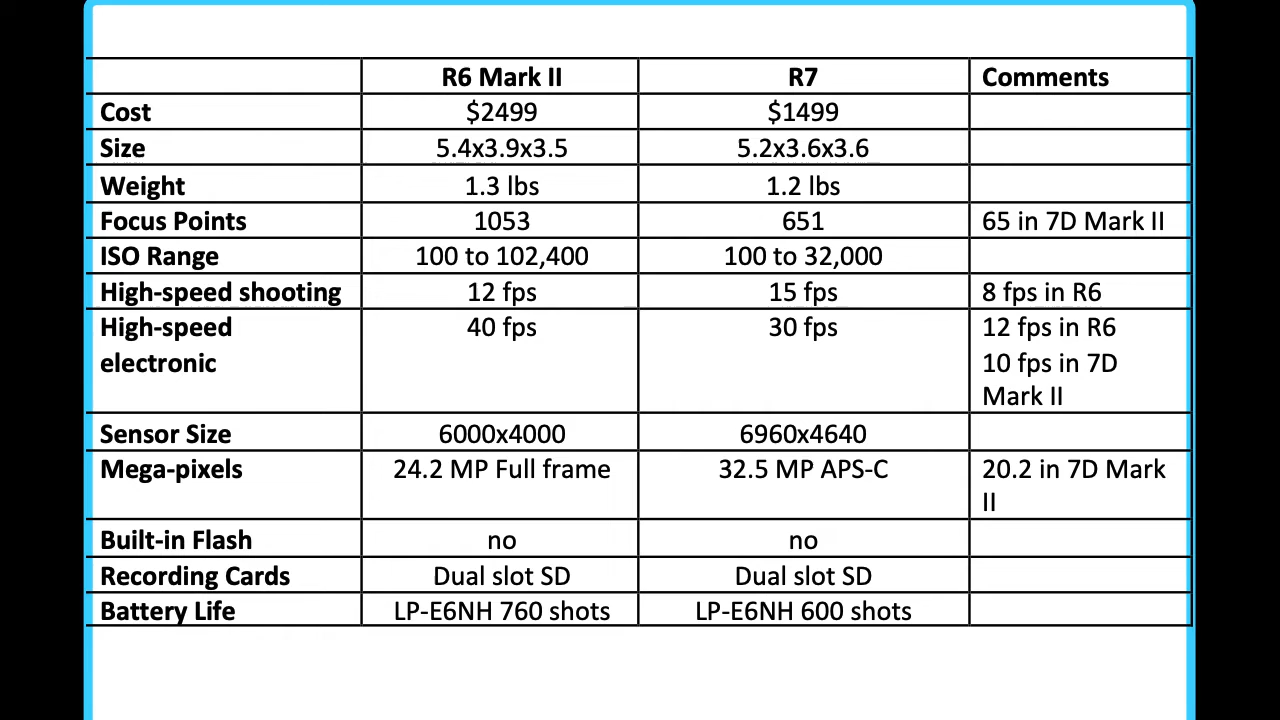 R6 Mark II R7 Comments
Cost $2499 $1499
Size 5.4x3.9x3.5 5.2x3.6x3.6
Weight 1.3 lbs 1.2 lbs
Focus Points 1053 651 65 in 7D Mark II
ISO Range 100 to 102,400 100 to 32,000
High-speed shooting 12 fps 15 fps 8 fps in R6
High-speed 40 fps 30 fps 12 fps in R6
electronic 10 fps in 7D
Mark II
Sensor Size 6000x4000 6960x4640
Mega-pixels 24.2 MP Full frame 32.5 MP APS-C 20.2 in 7D Mark
II
Built-in Flash no no
Recording Cards Dual slot SD Dual slot SD
Battery Life LP-E6NH 760 shots LP-E6NH 600 shots